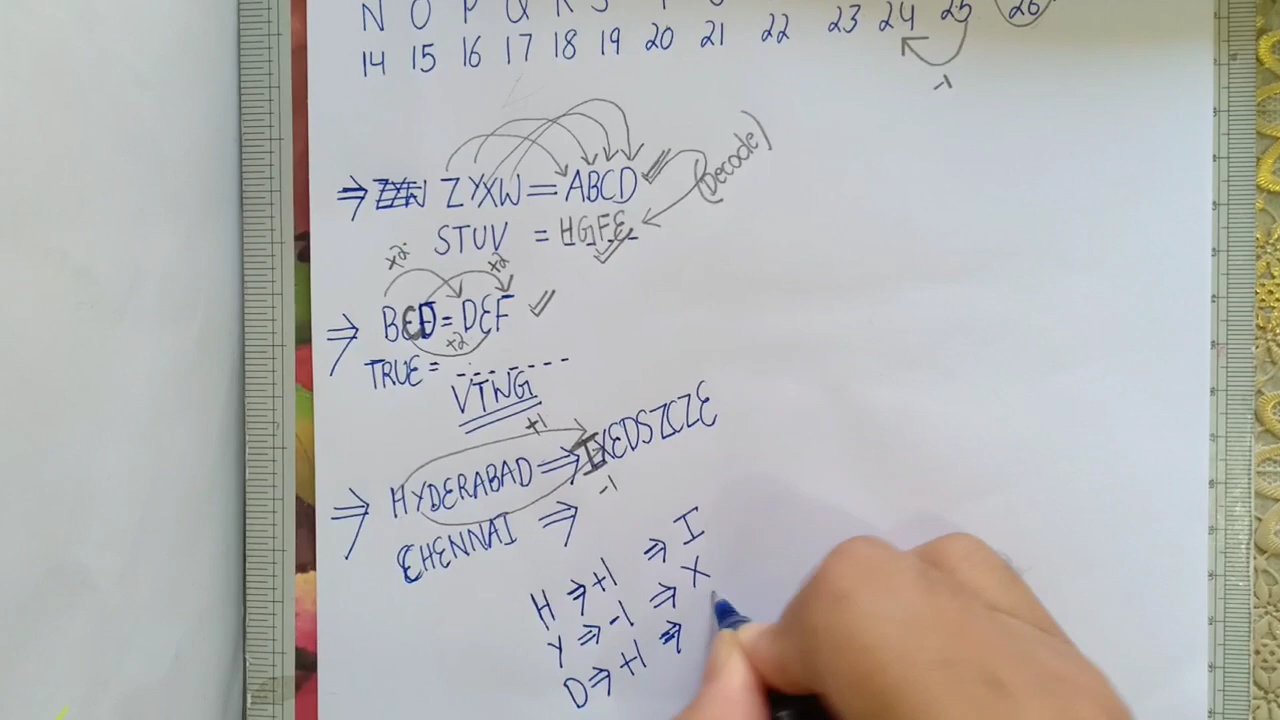 N O P Q R S
14 15 16 17 18 19 20 21 22 23 24 25 26
-1
ZYXW = ABCD
(Decode)
STUV = HGFE
+2 +2
BCD = DEF
+2
TRUE =
VTWG
+1
HYDERABAD ⇒ IXEDSZCZE
-1
CHENNAI ⇒
H ⇒ +1 ⇒ I
Y ⇒ -1 ⇒ X
D ⇒ +1 ⇒